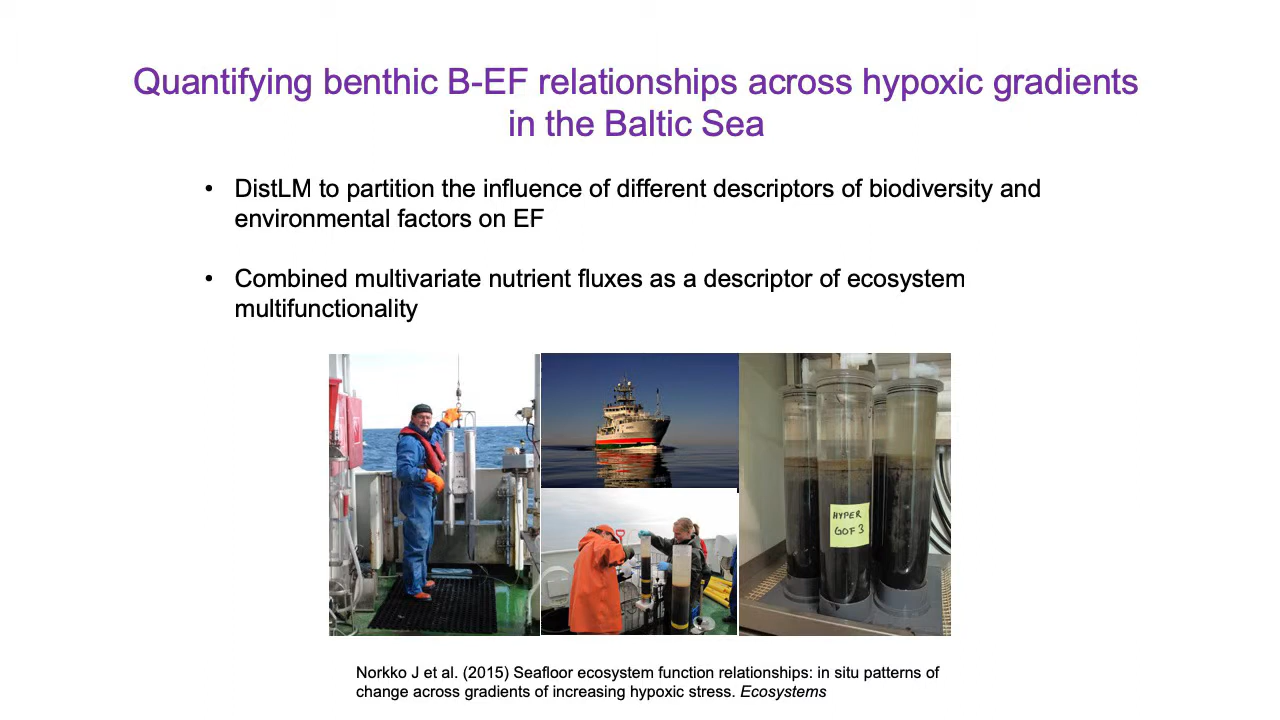 Quantifying benthic B-EF relationships across hypoxic gradients
in the Baltic Sea
• DistLM to partition the influence of different descriptors of biodiversity and
environmental factors on EF
• Combined multivariate nutrient fluxes as a descriptor of ecosystem
multifunctionality
HYPER
GOF 3
Norkko J et al. (2015) Seafloor ecosystem function relationships: in situ patterns of
change across gradients of increasing hypoxic stress. Ecosystems